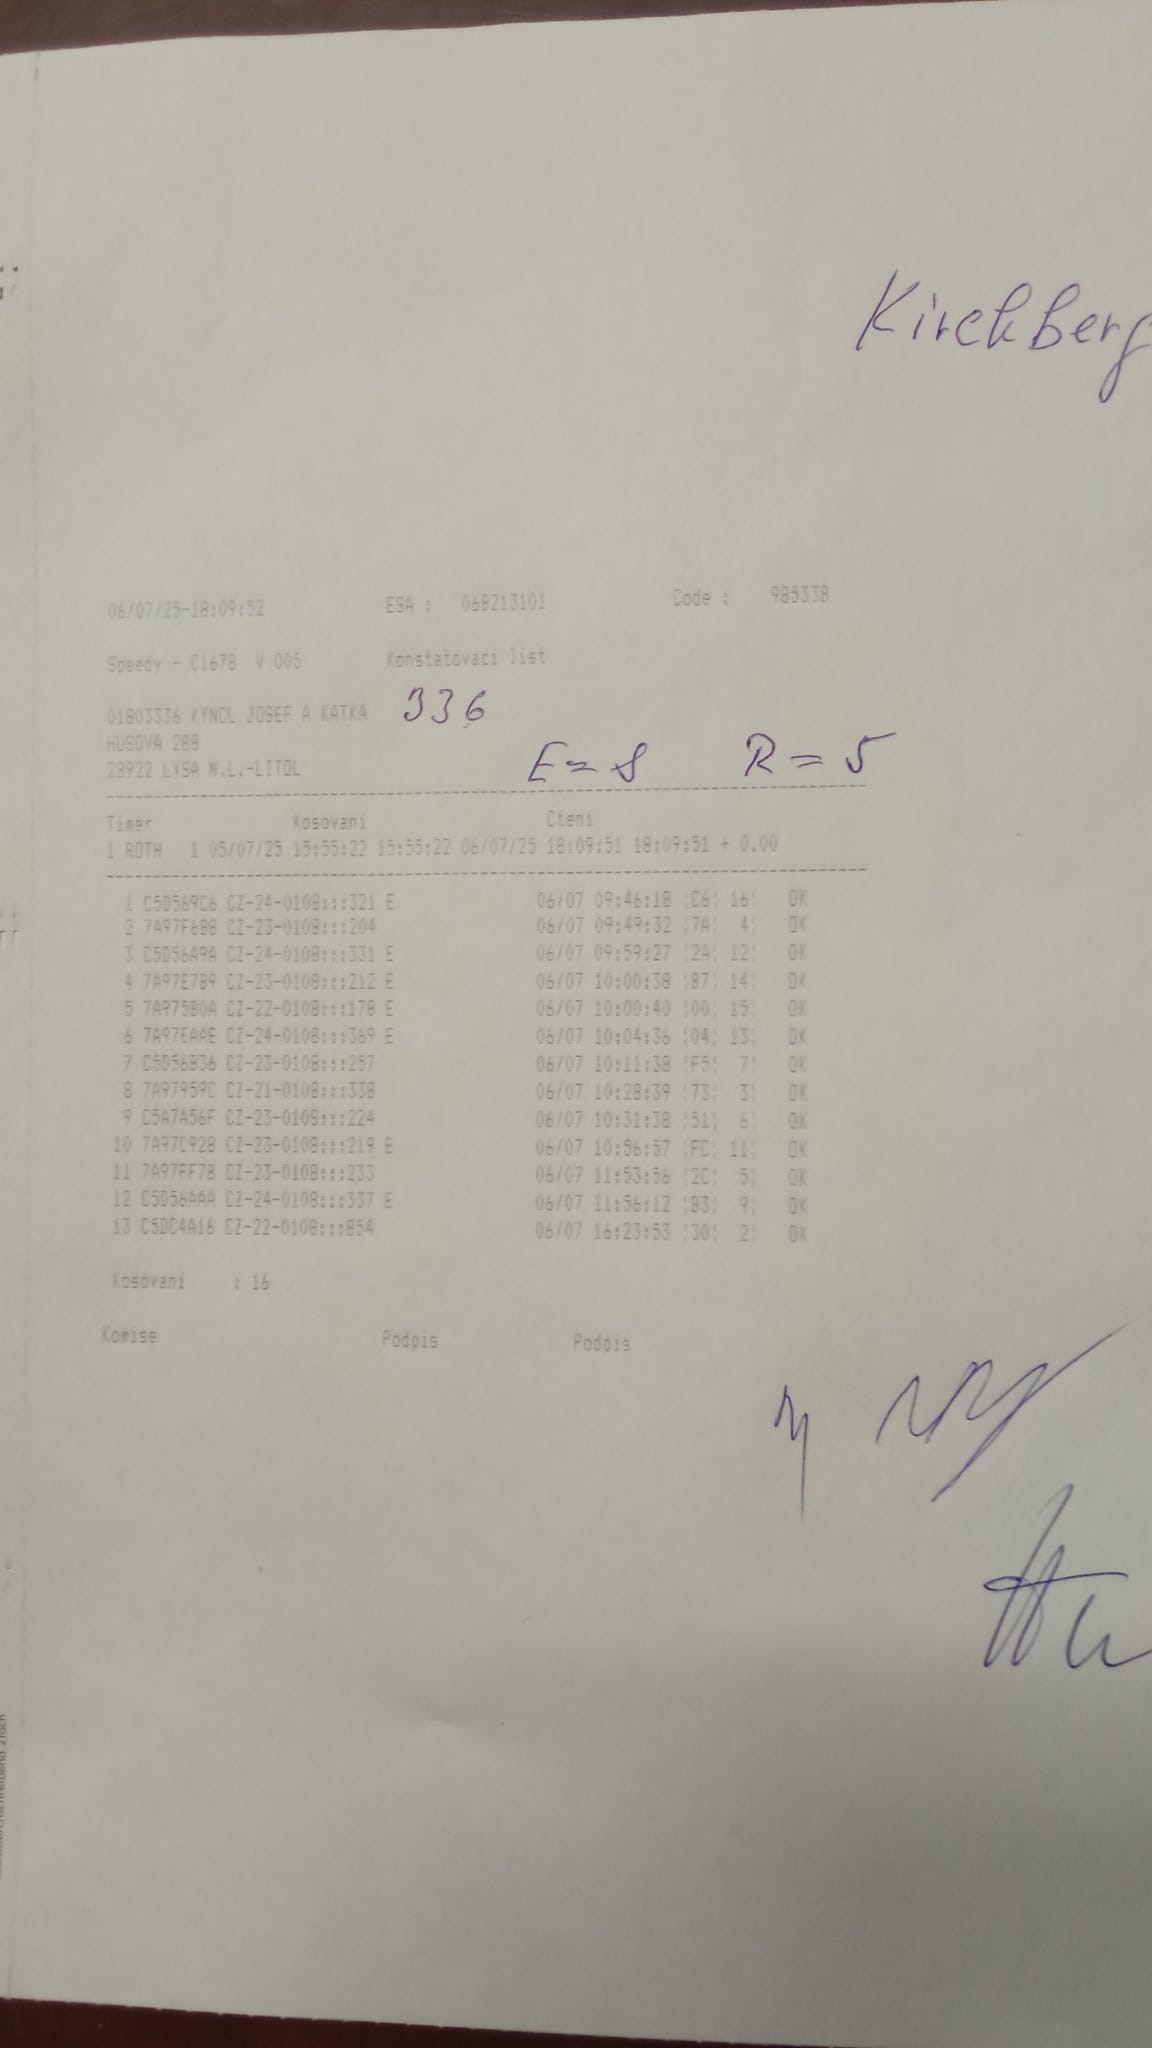 Kirchberg
06/07/25-18:09:52 ESA : 06B213101 Code : 98533B
Speedy - C1678 V 005 Konstatovaci list
01803336 KYNCL JOSEF A KATKA 336
HUSOVA 288
28922 LYSA N.L.-LITOL E=8 R=5
Timer Kosovani Cteni
1 ROTH 1 05/07/25 15:55:22 15:55:22 06/07/25 18:09:51 18:09:51 + 0.00
1 C5D569C6 CZ-24-0108:::321 E 06/07 09:46:18 ¦C6¦ 16¦ OK
2 7A97F6B8 CZ-23-0108:::204 06/07 09:49:32 ¦7A¦ 4¦ OK
3 C5D56A9A CZ-24-0108:::331 E 06/07 09:59:27 ¦2A¦ 12¦ OK
4 7A97E7B9 CZ-23-0108:::212 E 06/07 10:00:38 ¦B7¦ 14¦ OK
5 7A975B0A CZ-22-0108:::178 E 06/07 10:00:40 ¦00¦ 15¦ OK
6 7A97EAAE CZ-24-0108:::369 E 06/07 10:04:36 ¦04¦ 13¦ OK
7 C5D56B36 CZ-23-0108:::257 06/07 10:11:38 ¦F5¦ 7¦ OK
8 7A97959C CZ-21-0108:::338 06/07 10:28:39 ¦73¦ 3¦ OK
9 C5A7A56F CZ-23-0108:::224 06/07 10:31:38 ¦51¦ 6¦ OK
10 7A97C928 CZ-23-0108:::219 E 06/07 10:56:57 ¦FC¦ 11¦ OK
11 7A97FF78 CZ-23-0108:::233 06/07 11:53:56 ¦2C¦ 5¦ OK
12 C5D56AAA CZ-24-0108:::337 E 06/07 11:56:12 ¦B3¦ 9¦ OK
13 C5DC4A16 CZ-22-0108:::854 06/07 16:23:53 ¦30¦ 2¦ OK
Kosovani : 16
Komise Podpis Podpis